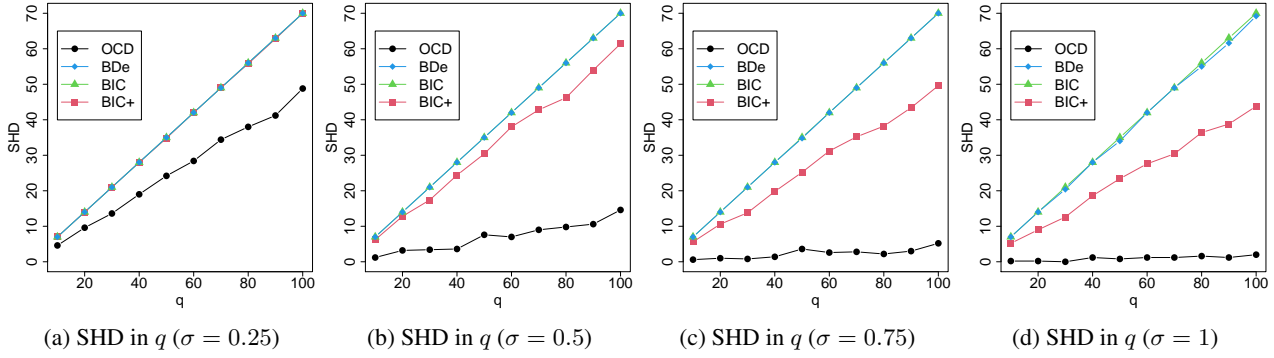 SHD
0 10 20 30 40 50 60 70
OCD
BDe
BIC
BIC+
20 40 60 80 100
q
(a) SHD in q (σ = 0.25)
SHD
0 10 20 30 40 50 60 70
OCD
BDe
BIC
BIC+
20 40 60 80 100
q
(b) SHD in q (σ = 0.5)
SHD
0 10 20 30 40 50 60 70
OCD
BDe
BIC
BIC+
20 40 60 80 100
q
(c) SHD in q (σ = 0.75)
SHD
0 10 20 30 40 50 60 70
OCD
BDe
BIC
BIC+
20 40 60 80 100
q
(d) SHD in q (σ = 1)